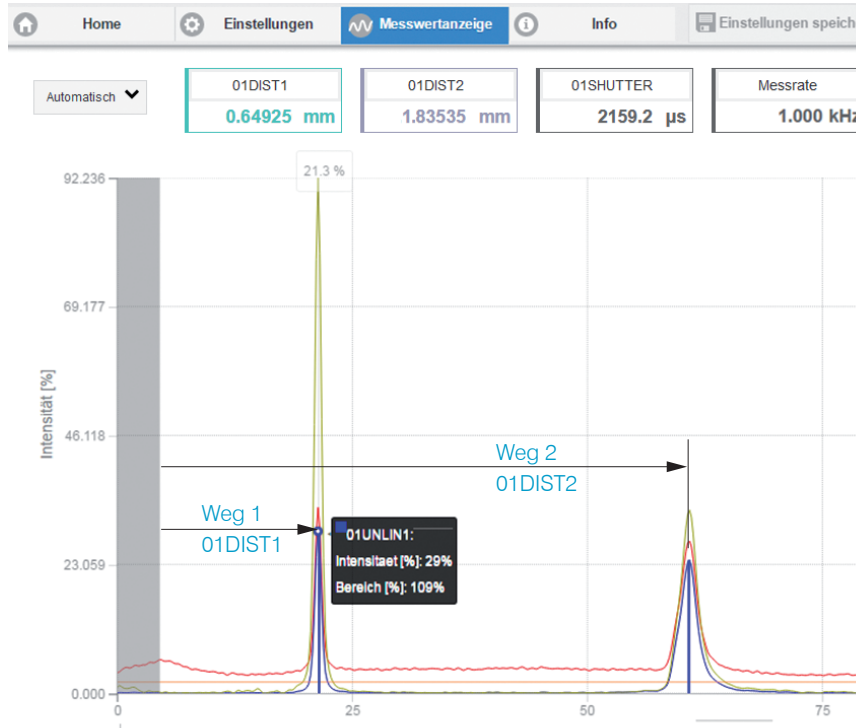 Home
Einstellungen
Messwertanzeige
Info
Einstellungen speich
Automatisch
01DIST1
0.64925 mm
01DIST2
1.83535 mm
01SHUTTER
2159.2 µs
Messrate
1.000 kHz
21.3 %
92.236
69.177
46.118
23.059
0.000
Intensität [%]
Weg 2
01DIST2
Weg 1
01DIST1
01UNLIN1:
Intensitaet [%]: 29%
Bereich [%]: 109%
0
25
50
75